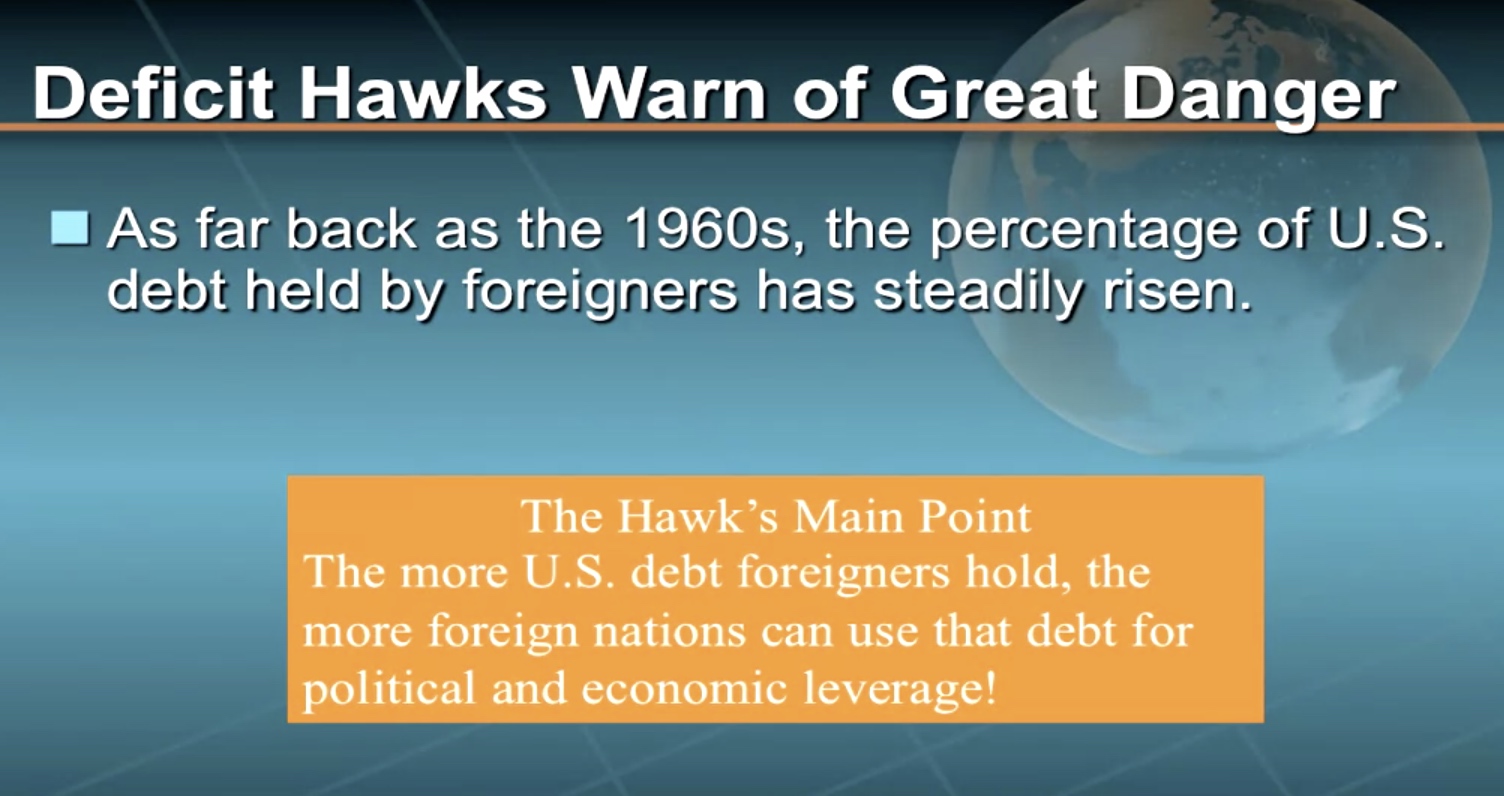 Deficit Hawks Warn of Great Danger
As far back as the 1960s, the percentage of U.S.
debt held by foreigners has steadily risen.
The Hawk’s Main Point
The more U.S. debt foreigners hold, the
more foreign nations can use that debt for
political and economic leverage!